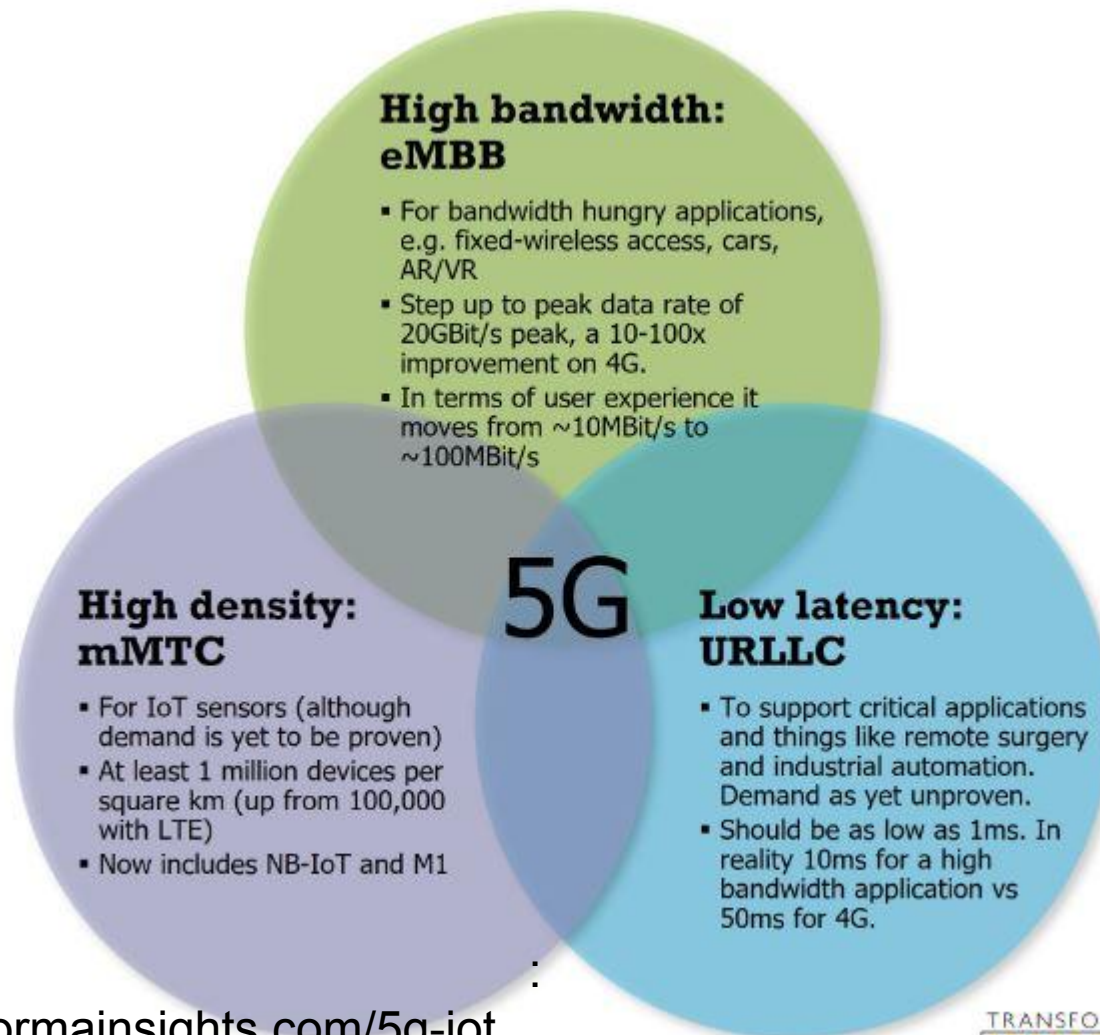 High bandwidth:
eMBB
▪ For bandwidth hungry applications,
e.g. fixed-wireless access, cars,
AR/VR
▪ Step up to peak data rate of
20GBit/s peak, a 10-100x
improvement on 4G.
▪ In terms of user experience it
moves from ~10MBit/s to
~100MBit/s
5G
High density:
mMTC
▪ For IoT sensors (although
demand is yet to be proven)
▪ At least 1 million devices per
square km (up from 100,000
with LTE)
▪ Now includes NB-IoT and M1
Low latency:
URLLC
▪ To support critical applications
and things like remote surgery
and industrial automation.
Demand as yet unproven.
▪ Should be as low as 1ms. In
reality 10ms for a high
bandwidth application vs
50ms for 4G.
:
ormainsights.com/5g-iot
TRANSFO